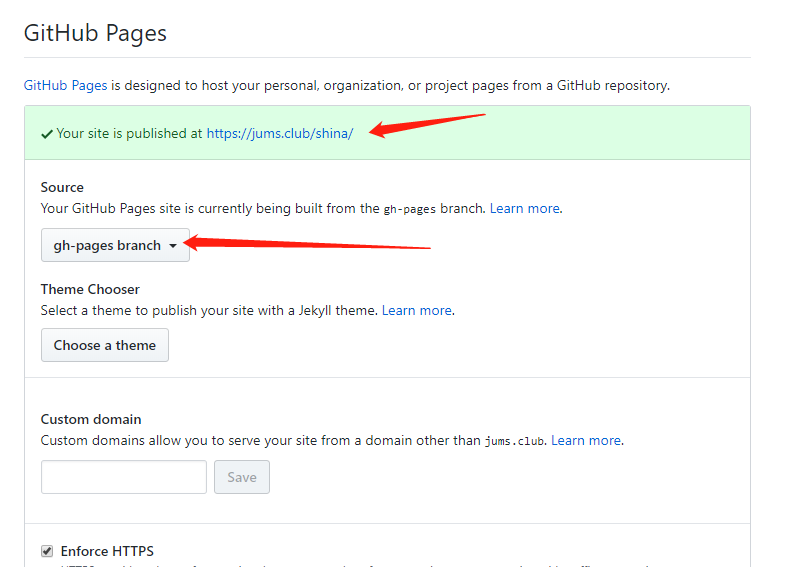 GitHub Pages
GitHub Pages is designed to host your personal, organization, or project pages from a GitHub repository.
Your site is published at https://jums.club/shina/
Source
Your GitHub Pages site is currently being built from the gh-pages branch. Learn more.
gh-pages branch
Theme Chooser
Select a theme to publish your site with a Jekyll theme. Learn more.
Choose a theme
Custom domain
Custom domains allow you to serve your site from a domain other than jums.club. Learn more.
Save
Enforce HTTPS